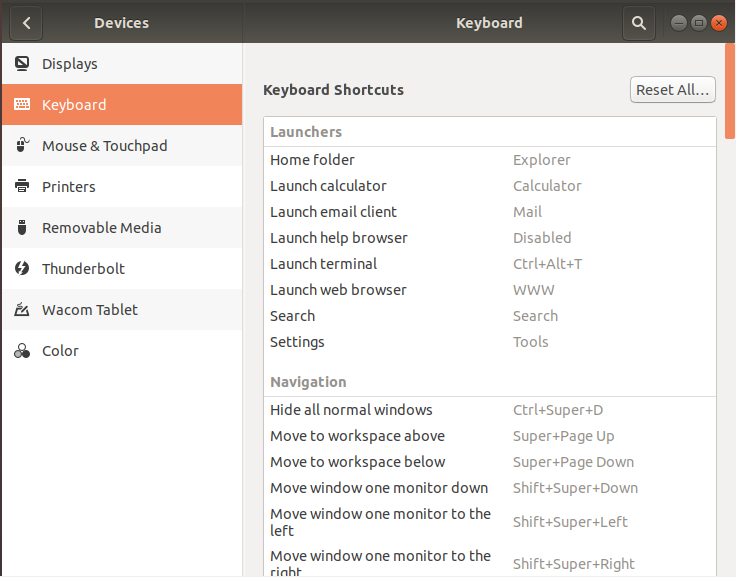 Devices
Keyboard
Displays
Keyboard
Mouse & Touchpad
Printers
Removable Media
Thunderbolt
Wacom Tablet
Color
Keyboard Shortcuts
Reset All...
Launchers
Home folder Explorer
Launch calculator Calculator
Launch email client Mail
Launch help browser Disabled
Launch terminal Ctrl+Alt+T
Launch web browser WWW
Search Search
Settings Tools
Navigation
Hide all normal windows Ctrl+Super+D
Move to workspace above Super+Page Up
Move to workspace below Super+Page Down
Move window one monitor down Shift+Super+Down
Move window one monitor to the
left Shift+Super+Left
Move window one monitor to the
right Shift+Super+Right